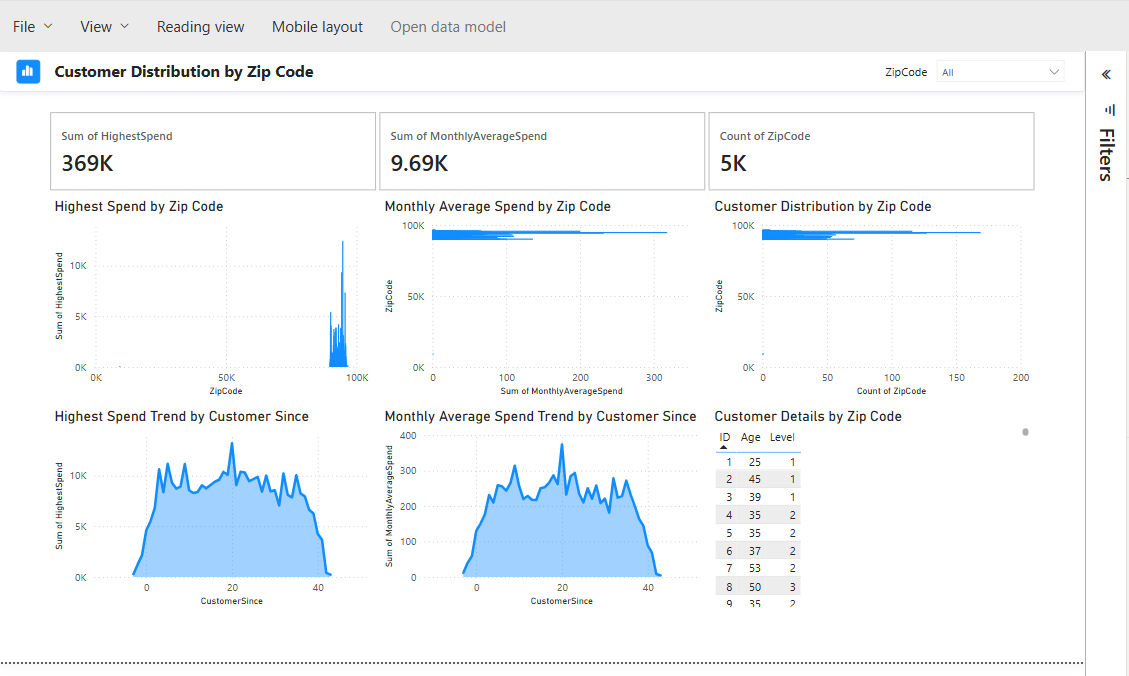 File View Reading view Mobile layout Open data model
Customer Distribution by Zip Code
ZipCode All
Filters
Sum of HighestSpend
369K
Sum of MonthlyAverageSpend
9.69K
Count of ZipCode
5K
Highest Spend by Zip Code
Sum of HighestSpend
10K
5K
0K
0K 50K 100K
ZipCode
Monthly Average Spend by Zip Code
ZipCode
100K
50K
0K
0 100 200 300
Sum of MonthlyAverageSpend
Customer Distribution by Zip Code
ZipCode
100K
50K
0K
0 50 100 150 200
Count of ZipCode
Highest Spend Trend by Customer Since
Sum of HighestSpend
10K
5K
0K
0 20 40
CustomerSince
Monthly Average Spend Trend by Customer Since
Sum of MonthlyAverageSpend
400
300
200
100
0
0 20 40
CustomerSince
Customer Details by Zip Code
ID Age Level
1 25 1
2 45 1
3 39 1
4 35 2
5 35 2
6 37 2
7 53 2
8 50 3
9 35 2